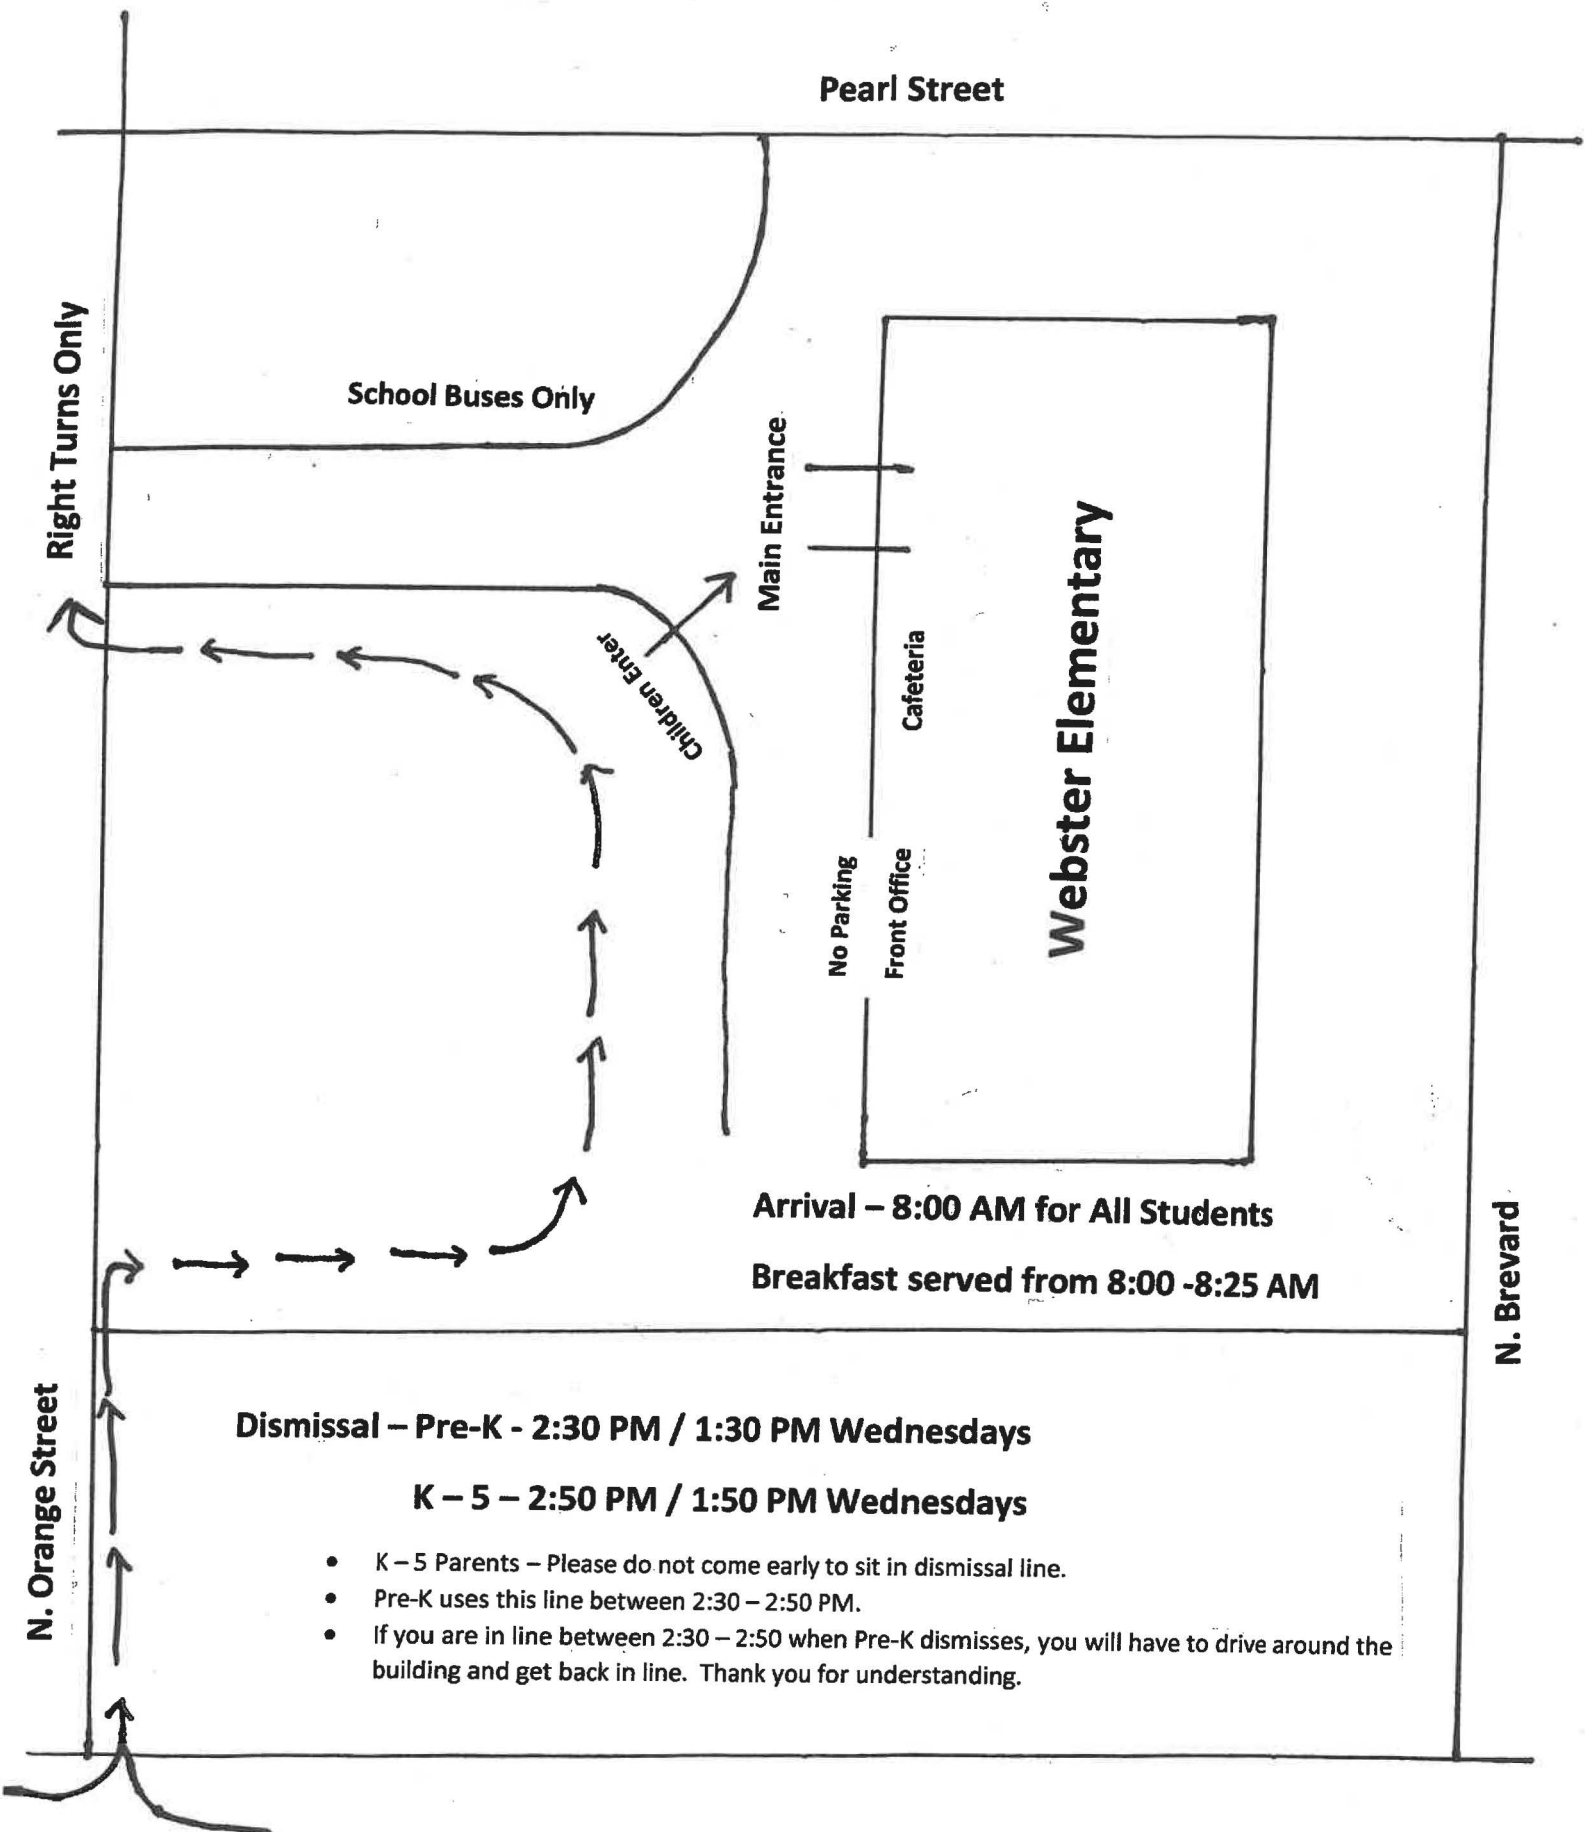 Pearl Street
Right Turns Only
School Buses Only
Main Entrance
Children Enter
Cafeteria
Webster Elementary
No Parking
Front Office
Arrival – 8:00 AM for All Students
Breakfast served from 8:00 -8:25 AM
N. Brevard
N. Orange Street
Dismissal – Pre-K - 2:30 PM / 1:30 PM Wednesdays
K – 5 – 2:50 PM / 1:50 PM Wednesdays
• K – 5 Parents – Please do not come early to sit in dismissal line.
• Pre-K uses this line between 2:30 – 2:50 PM.
• If you are in line between 2:30 – 2:50 when Pre-K dismisses, you will have to drive around the
building and get back in line. Thank you for understanding.